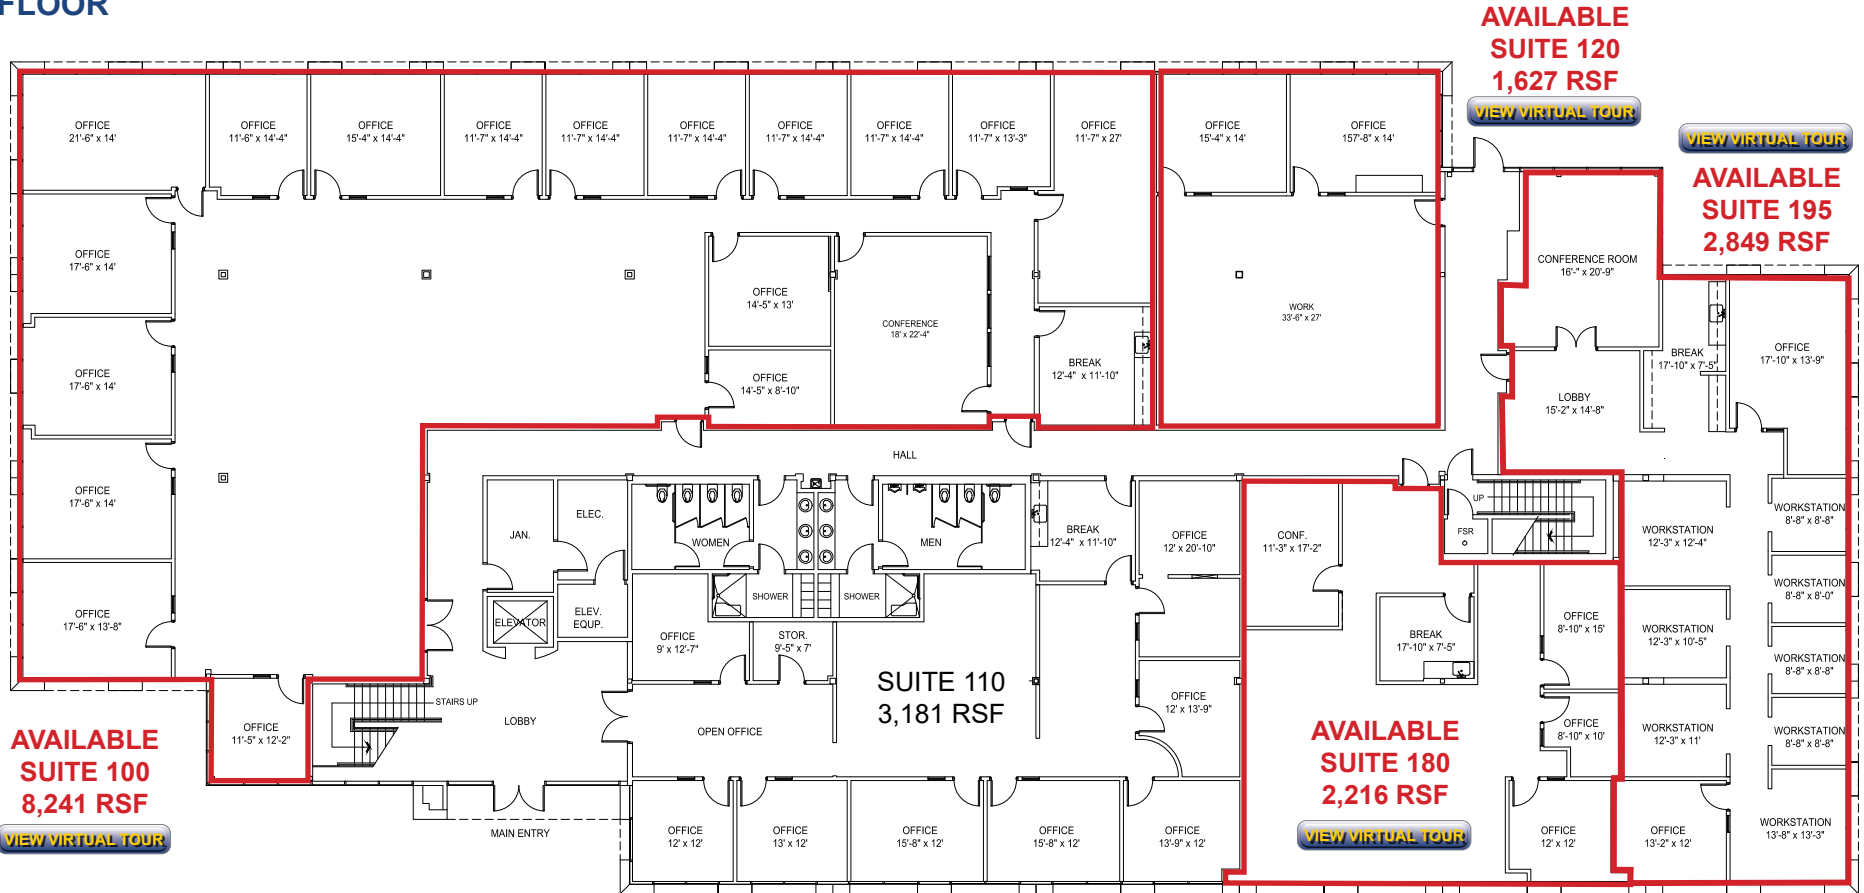 FLOOR
AVAILABLE
SUITE 120
1,627 RSF
VIEW VIRTUAL TOUR
VIEW VIRTUAL TOUR
AVAILABLE
SUITE 195
2,849 RSF
OFFICE
21'-6" x 14'
OFFICE
11'-6" x 14'-4"
OFFICE
15'-4" x 14'-4"
OFFICE
11'-7" x 14'-4"
OFFICE
11'-7" x 14'-4"
OFFICE
11'-7" x 14'-4"
OFFICE
11'-7" x 14'-4"
OFFICE
11'-7" x 14'-4"
OFFICE
11'-7" x 13'-3"
OFFICE
11'-7" x 27'
OFFICE
15'-4" x 14'
OFFICE
157'-8" x 14'
OFFICE
17'-6" x 14'
OFFICE
14'-5" x 13'
CONFERENCE
18' x 22'-4"
WORK
33'-6" x 27'
CONFERENCE ROOM
16'-" x 20'-9"
OFFICE
17'-6" x 14'
OFFICE
14'-5" x 8'-10"
BREAK
12'-4" x 11'-10"
BREAK
17'-10" x 7'-5"
OFFICE
17'-10" x 13'-9"
LOBBY
15'-2" x 14'-8"
HALL
OFFICE
17'-6" x 14'
JAN.
ELEC.
WOMEN
MEN
BREAK
12'-4" x 11'-10"
OFFICE
12' x 20'-10"
CONF.
11'-3" x 17'-2"
UP
FSR
WORKSTATION
12'-3" x 12'-4"
WORKSTATION
8'-8" x 8'-8"
WORKSTATION
8'-8" x 8'-0"
OFFICE
17'-6" x 13'-8"
ELEVATOR
ELEV.
EQUP.
SHOWER
SHOWER
OFFICE
9' x 12'-7"
STOR.
9'-5" x 7'
BREAK
17'-10" x 7'-5"
OFFICE
8'-10" x 15'
WORKSTATION
12'-3" x 10'-5"
WORKSTATION
8'-8" x 8'-8"
SUITE 110
3,181 RSF
OFFICE
12' x 13'-9"
STAIRS UP
LOBBY
OPEN OFFICE
OFFICE
11'-5" x 12'-2"
OFFICE
8'-10" x 10'
WORKSTATION
12'-3" x 11'
WORKSTATION
8'-8" x 8'-8"
AVAILABLE
SUITE 100
8,241 RSF
VIEW VIRTUAL TOUR
AVAILABLE
SUITE 180
2,216 RSF
VIEW VIRTUAL TOUR
MAIN ENTRY
OFFICE
12' x 12'
OFFICE
13' x 12'
OFFICE
15'-8" x 12'
OFFICE
15'-8" x 12'
OFFICE
13'-9" x 12'
OFFICE
12' x 12'
OFFICE
13'-2" x 12'
WORKSTATION
13'-8" x 13'-3"